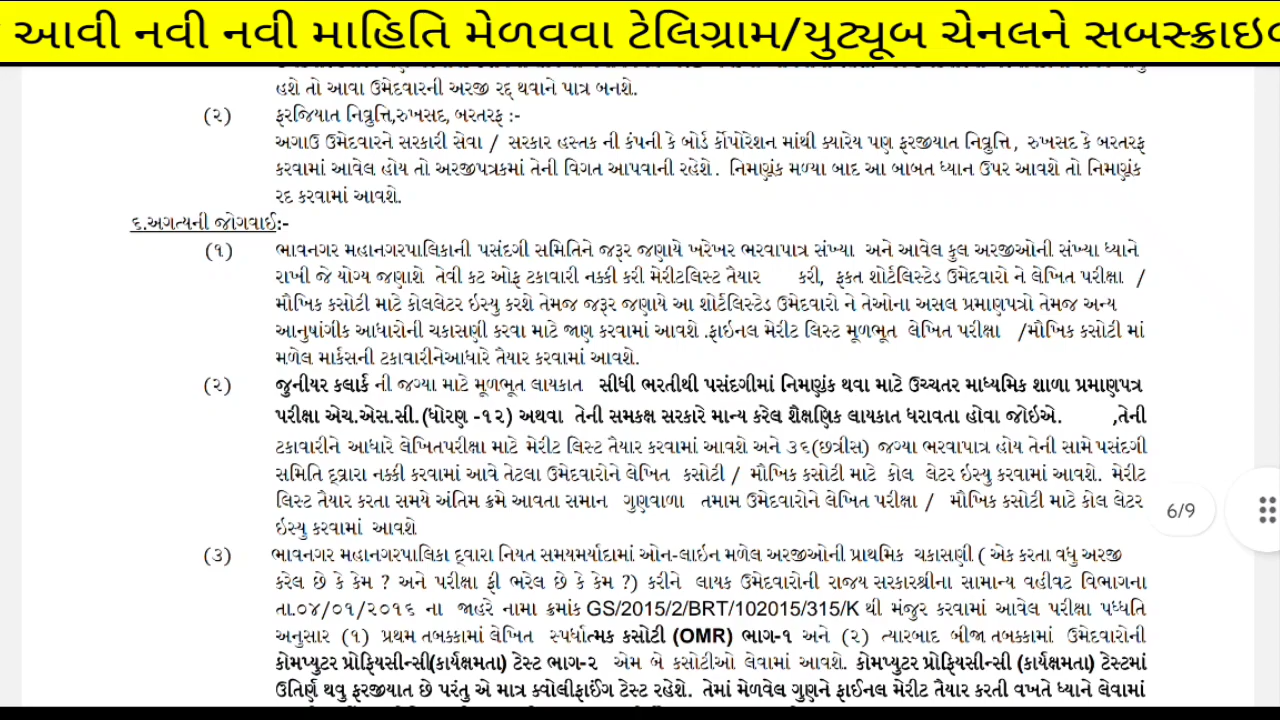 આવી નવી નવી માહિતિ મેળવવા ટેલિગ્રામ/યુટ્યૂબ ચેનલને સબસ્ક્રાઇબ
હશે તો આવા ઉમેદવારની અરજી રદ્દ થવાને પાત્ર બનશે.
(૨) ફરજિયાત નિવૃત્તિ,રુખસદ, બરતરફ :-
અગાઉ ઉમેદવારને સરકારી સેવા / સરકાર હસ્તક ની કંપની કે બોર્ડ ર્કોપોરેશન માંથી ક્યારેય પણ ફરજીયાત નિવૃત્તિ , રુખસદ કે બરતરફ
કરવામાં આવેલ હોય તો અરજીપત્રકમાં તેની વિગત આપવાની રહેશે . નિમણૂંક મળ્યા બાદ આ બાબત ધ્યાન ઉપર આવશે તો નિમણૂંક
રદ કરવામાં આવશે.
૬.અગત્યની જોગવાઈ:-
(૧) ભાવનગર મહાનગરપાલિકાની પસંદગી સમિતિને જરૂર જણાયે ખરેખર ભરવાપાત્ર સંખ્યા અને આવેલ કુલ અરજીઓની સંખ્યા ધ્યાને
રાખી જે યોગ્ય જણાશે તેવી કટ ઓફ ટકાવારી નક્કી કરી મેરીટલિસ્ટ તૈયાર કરી, ફકત શોર્ટલિસ્ટેડ ઉમેદવારો ને લેખિત પરીક્ષા /
મૌખિક કસોટી માટે કોલલેટર ઇસ્યુ કરશે તેમજ જરૂર જણાયે આ શોર્ટલિસ્ટેડ ઉમેદવારો ને તેઓના અસલ પ્રમાણપત્રો તેમજ અન્ય
આનુષાંગીક આધારોની ચકાસણી કરવા માટે જાણ કરવામાં આવશે .ફાઇનલ મેરીટ લિસ્ટ મૂળભૂત લેખિત પરીક્ષા /મૌખિક કસોટી માં
મળેલ માર્કસની ટકાવારીનેઆધારે તૈયાર કરવામાં આવશે.
(૨) જુનીયર કલાર્ક ની જગ્યા માટે મૂળભૂત લાયકાત સીધી ભરતીથી પસંદગીમાં નિમણૂંક થવા માટે ઉચ્ચતર માધ્યમિક શાળા પ્રમાણપત્ર
પરીક્ષા એચ.એસ.સી.(ધોરણ -૧૨) અથવા તેની સમકક્ષ સરકારે માન્ય કરેલ શૈક્ષણિક લાયકાત ધરાવતા હોવા જોઇએ. ,તેની
ટકાવારીને આધારે લેખિતપરીક્ષા માટે મેરીટ લિસ્ટ તૈયાર કરવામાં આવશે અને ૩૬(છત્રીસ) જગ્યા ભરવાપાત્ર હોય તેની સામે પસંદગી
સમિતિ દ્વારા નક્કી કરવામાં આવે તેટલા ઉમેદવારોને લેખિત કસોટી / મૌખિક કસોટી માટે કોલ લેટર ઇસ્યુ કરવામાં આવશે. મેરીટ
લિસ્ટ તૈયાર કરતા સમયે અંતિમ ક્રમે આવતા સમાન ગુણવાળા તમામ ઉમેદવારોને લેખિત પરીક્ષા / મૌખિક કસોટી માટે કોલ લેટર
ઇસ્યુ કરવામાં આવશે
6/9
(૩) ભાવનગર મહાનગરપાલિકા દ્વારા નિયત સમયમર્યાદામાં ઓન-લાઇન મળેલ અરજીઓની પ્રાથમિક ચકાસણી ( એક કરતા વધુ અરજી
કરેલ છે કે કેમ ? અને પરીક્ષા ફી ભરેલ છે કે કેમ ?) કરીને લાયક ઉમેદવારોની રાજય સરકારશ્રીના સામાન્ય વહીવટ વિભાગના
તા.૦૪/૦૧/૨૦૧૬ ના જાહરે નામા ક્રમાંક GS/2015/2/BRT/102015/315/K થી મંજુર કરવામાં આવેલ પરીક્ષા પધ્ધતિ
અનુસાર (૧) પ્રથમ તબક્કામાં લેખિત સ્પર્ધાત્મક કસોટી (OMR) ભાગ-૧ અને (૨) ત્યારબાદ બીજા તબક્કામાં ઉમેદવારોની
કોમપ્યુટર પ્રોફિયસીન્સી(કાર્યક્ષમતા) ટેસ્ટ ભાગ-૨ એમ બે કસોટીઓ લેવામાં આવશે. કોમપ્યુટર પ્રોફિયસીન્સી (કાર્યક્ષમતા) ટેસ્ટમાં
ઉતિર્ણ થવુ ફરજીયાત છે પરંતુ એ માત્ર ક્વોલીફાઈંગ ટેસ્ટ રહેશે. તેમાં મેળવેલ ગુણને ફાઈનલ મેરીટ તૈયાર કરતી વખતે ધ્યાને લેવામાં